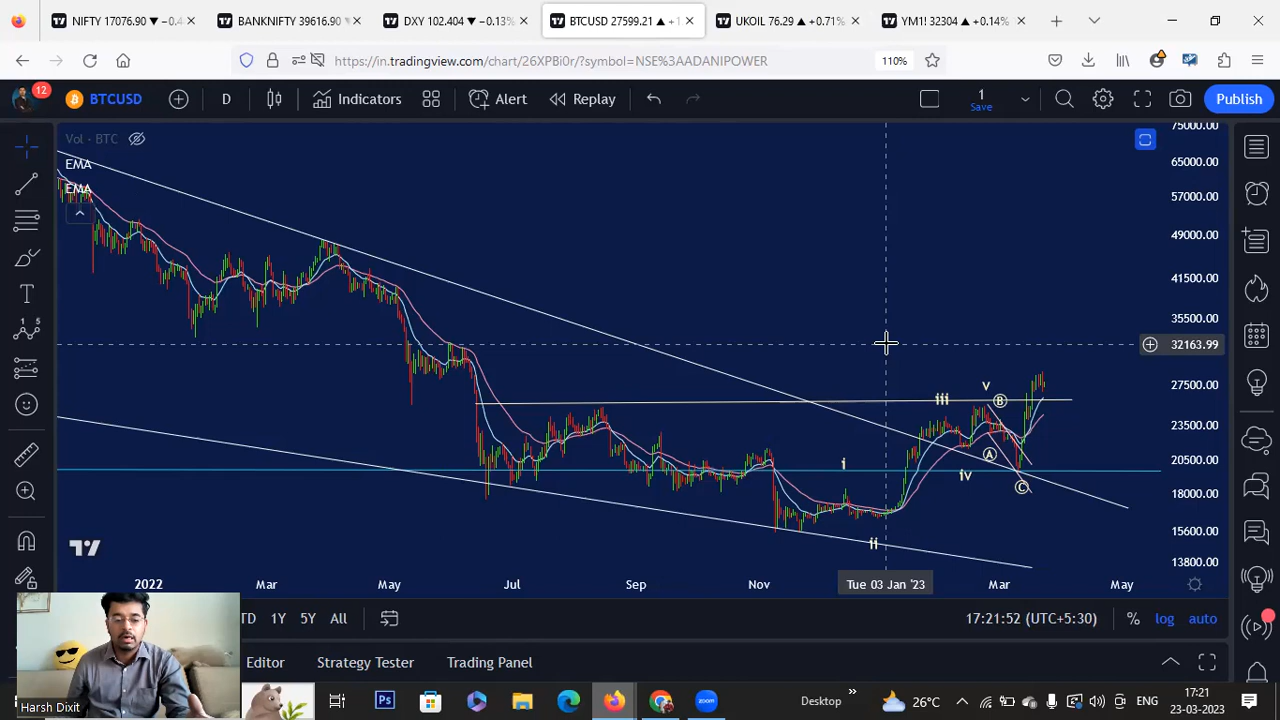 NIFTY 17076.90 ▼ −0.4
BANKNIFTY 39616.90 ▼
DXY 102.404 ▼ −0.13%
BTCUSD 27599.21 ▲ +1
UKOIL 76.29 ▲ +0.71%
YM1! 32304 ▲ +0.14%
https://in.tradingview.com/chart/26XPBi0r/?symbol=NSE%3AADANIPOWER
110%
12
BTCUSD
D
Indicators
Alert
Replay
1
Save
Publish
Vol - BTC
EMA
EMA
75000.00
65000.00
57000.00
49000.00
41500.00
35500.00
32163.99
27500.00
23500.00
20500.00
18000.00
15600.00
13800.00
i
ii
iii
iv
v
A
B
C
2022
Mar
May
Jul
Sep
Nov
Tue 03 Jan '23
Mar
May
TD
1Y
5Y
All
17:21:52 (UTC+5:30)
%
log
auto
Editor
Strategy Tester
Trading Panel
Harsh Dixit
Ps
zoom
Desktop
26°C
ENG
17:21
23-03-2023
1